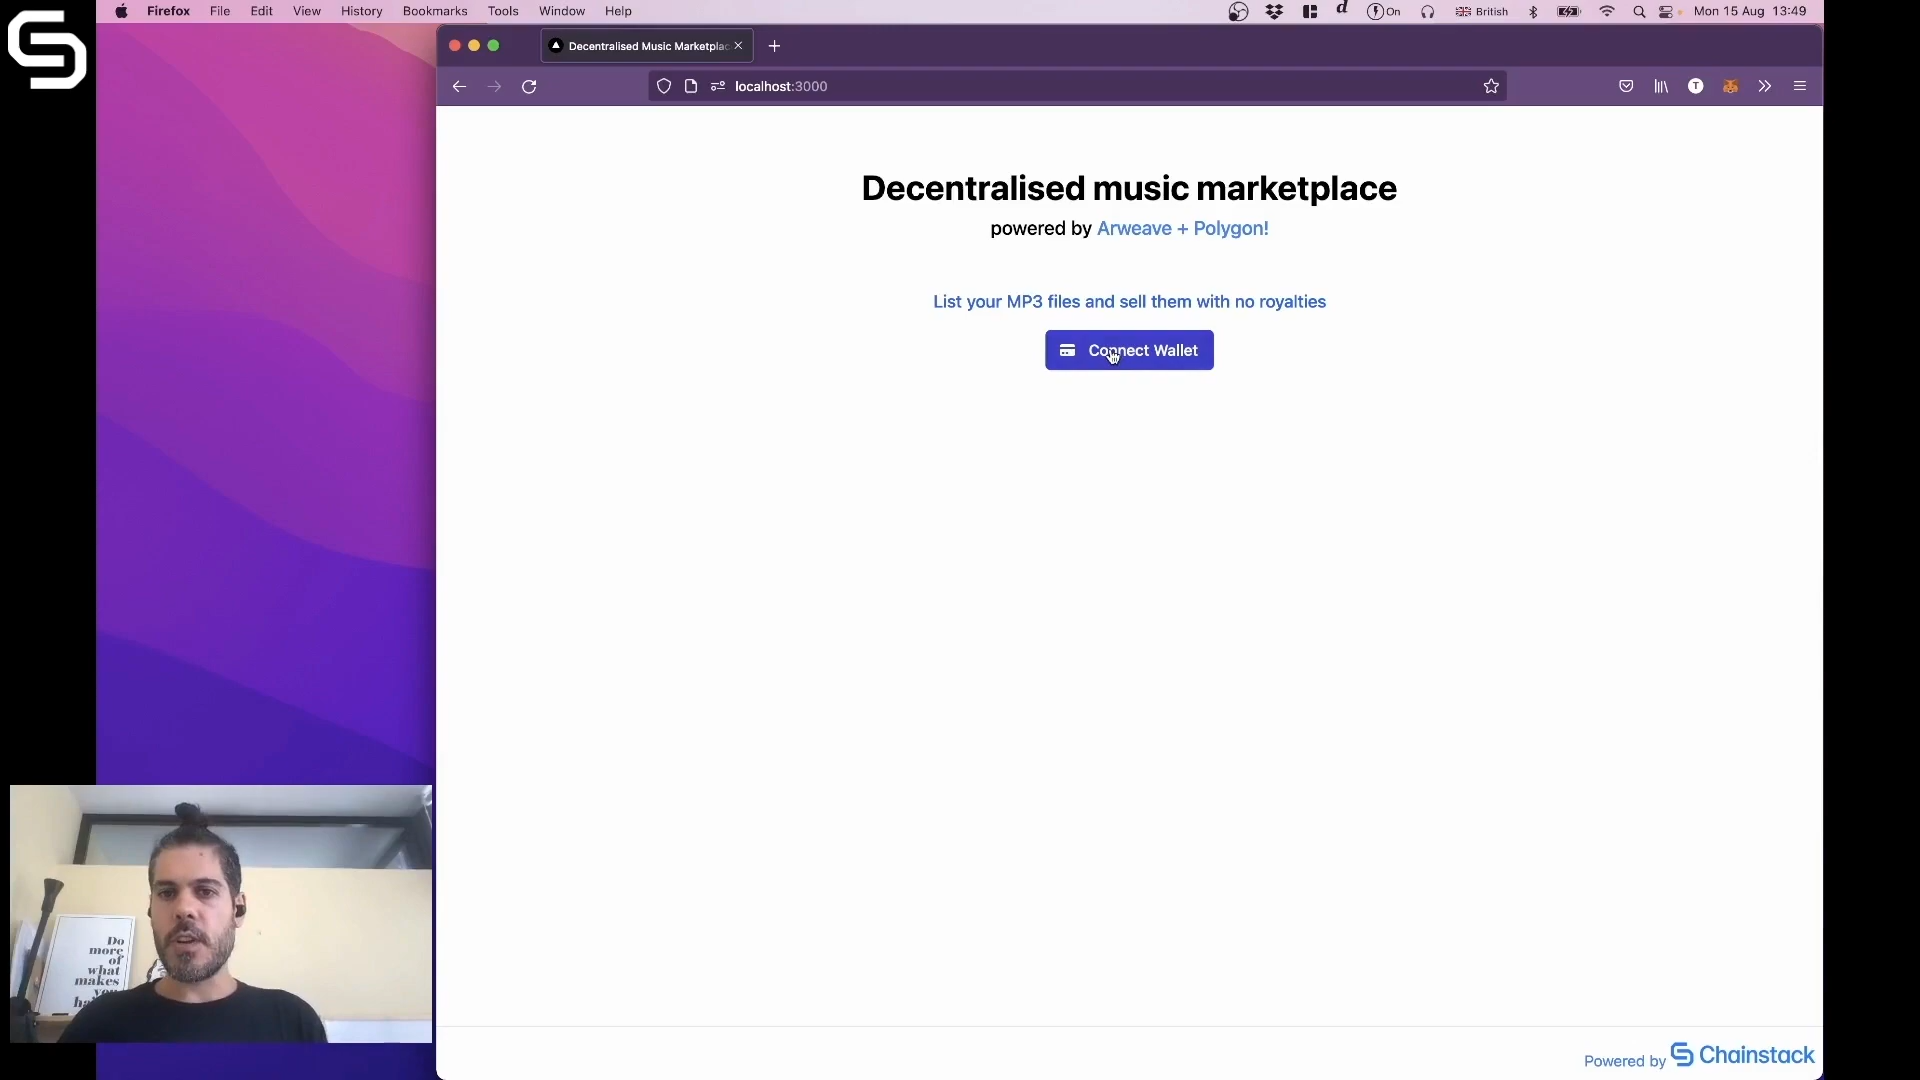 Firefox File Edit View History Bookmarks Tools Window Help
d On British Mon 15 Aug 13:49
Decentralised Music Marketplac
localhost:3000
T
Decentralised music marketplace
powered by Arweave + Polygon!
List your MP3 files and sell them with no royalties
Connect Wallet
Do
more
of
what
makes
you
Powered by Chainstack